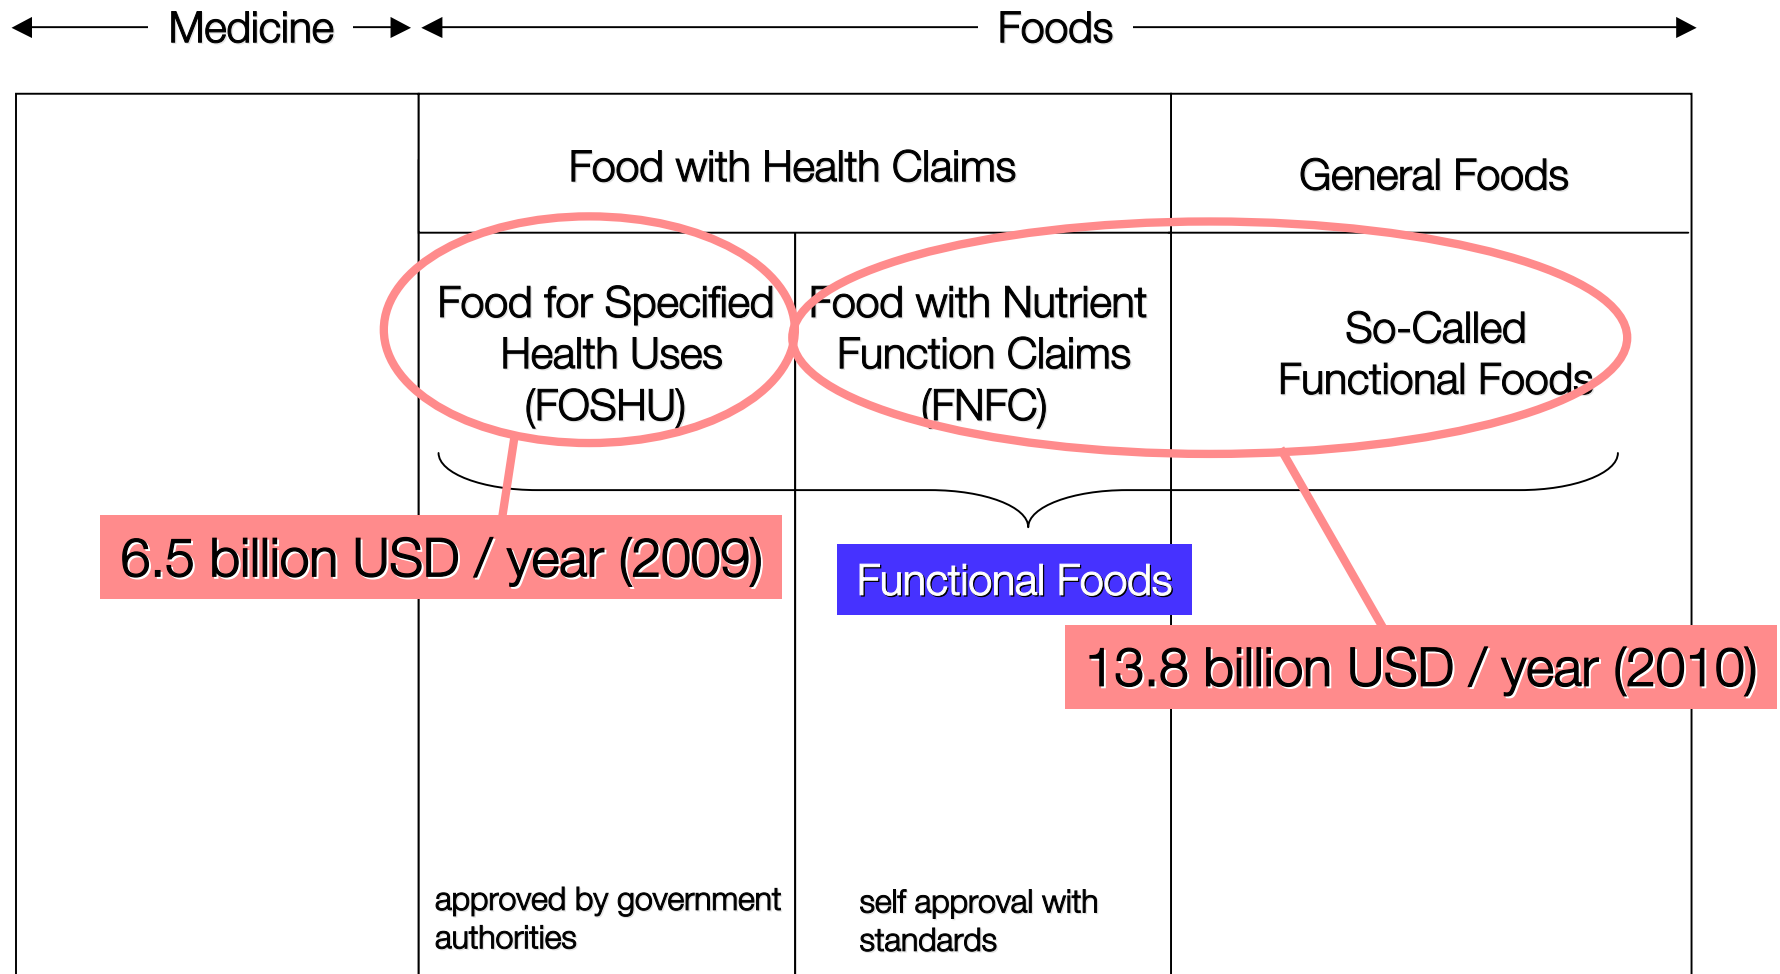 Medicine
Foods
Food with Health Claims
General Foods
Food for Specified
Health Uses
(FOSHU)
Food with Nutrient
Function Claims
(FNFC)
So-Called
Functional Foods
6.5 billion USD / year (2009)
Functional Foods
13.8 billion USD / year (2010)
approved by government
authorities
self approval with
standards